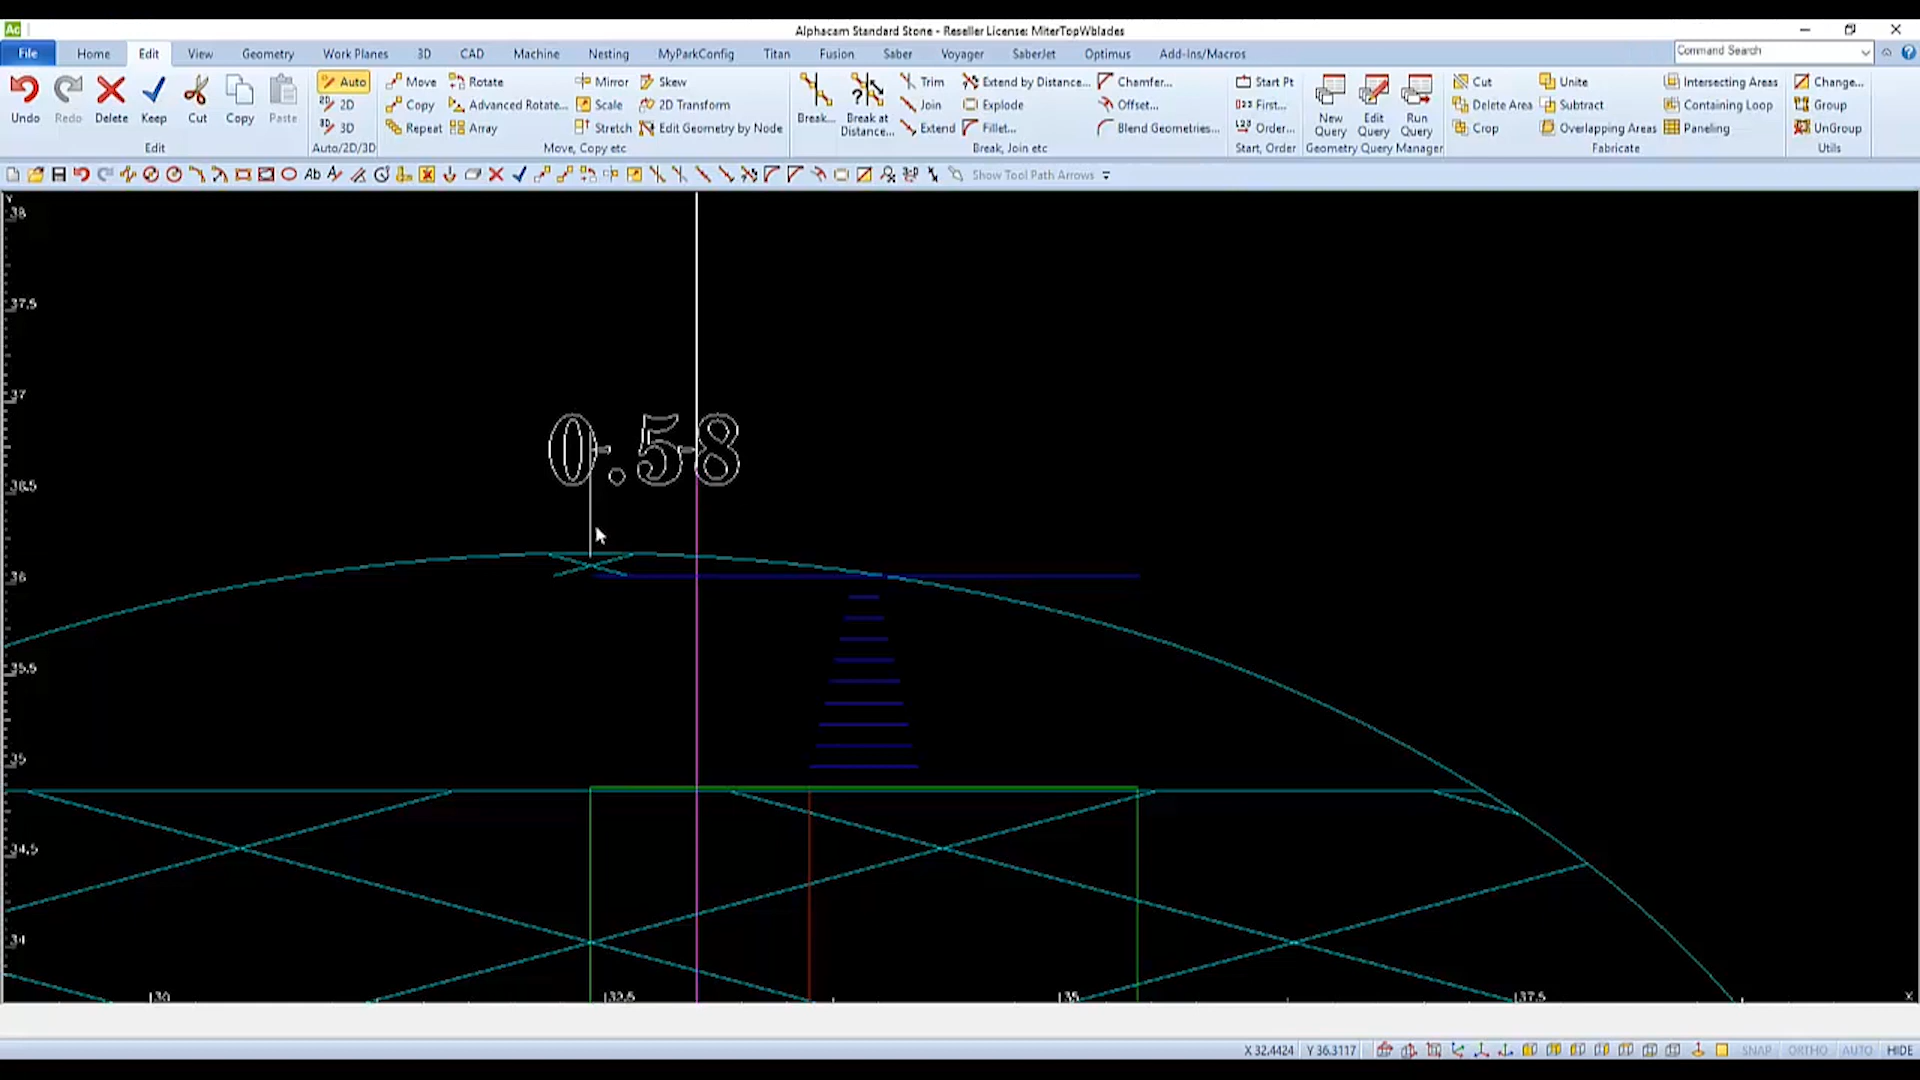 Alphacam Standard Stone - Reseller License: MiterTopWblades
File Home Edit View Geometry Work Planes 3D CAD Machine Nesting MyParkConfig Titan Fusion Saber Voyager SaberJet Optimus Add-Ins/Macros Command Search
Undo Redo Delete Keep Cut Copy Paste
Edit
Auto
2D
3D
Auto/2D/3D
Move Rotate Mirror Skew
Copy Advanced Rotate... Scale 2D Transform
Repeat Array Stretch Edit Geometry by Node
Move, Copy etc
Break... Break at Distance...
Trim Extend by Distance... Chamfer...
Join Explode Offset...
Extend Fillet... Blend Geometries...
Break, Join etc
Start Pt
First...
Order...
Start, Order
New Query Edit Query Run Query
Geometry Query Manager
Cut Unite Intersecting Areas
Delete Area Subtract Containing Loop
Crop Overlapping Areas Paneling
Fabricate
Change...
Group
UnGroup
Utils
Show Tool Path Arrows
Y
38
37.5
37
36.5
36
35.5
35
34.5
34
0.58
30 32.5 35 37.5 X
X 32.4424 Y 36.3117 SNAP ORTHO AUTO HIDE